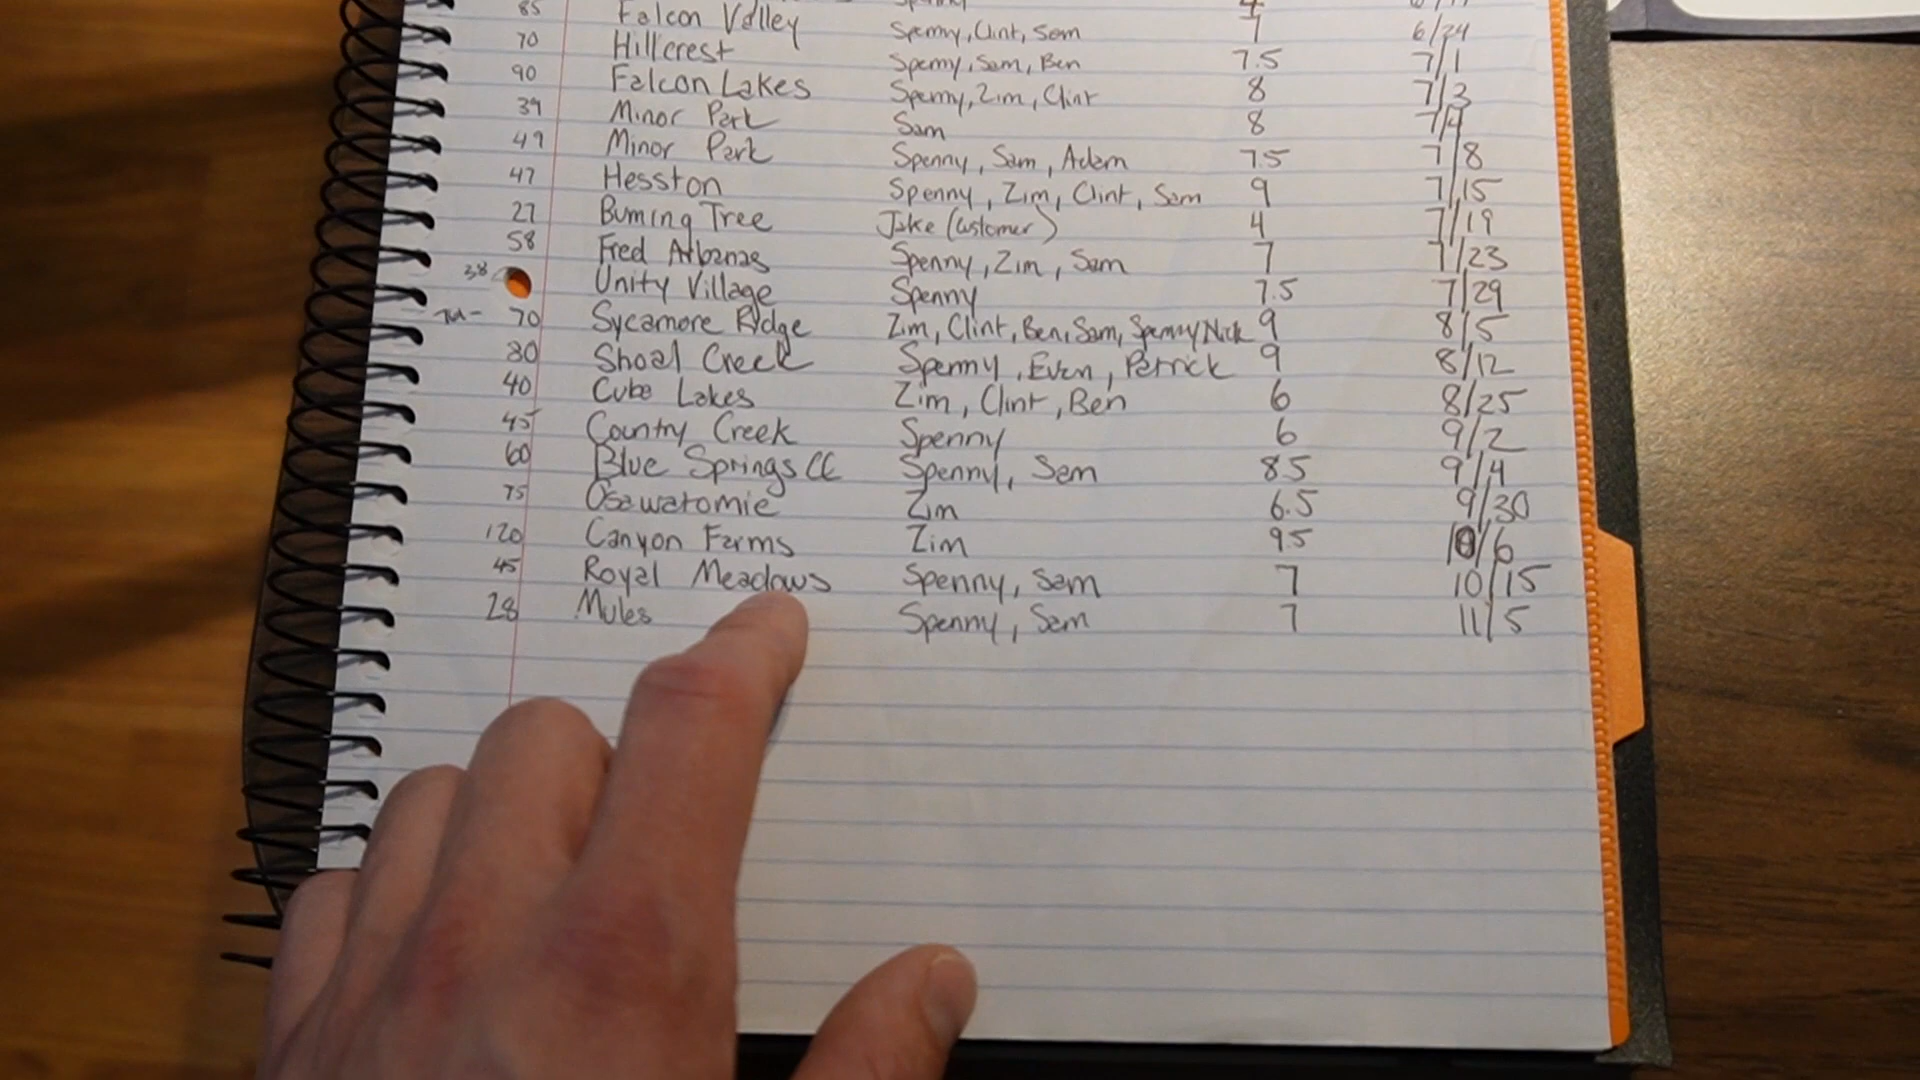 85 Falcon Valley Spenny, Clint, Sam 7 6/24
70 Hillcrest Spenny, Sam, Ben 7.5 7/1
90 Falcon Lakes Spenny, Zim, Clint 8 7/3
39 Minor Park Sam 8 7/4
49 Minor Park Spenny, Sam, Adam 7.5 7/8
47 Hesston Spenny, Zim, Clint, Sam 9 7/15
27 Burning Tree Jake (customer) 4 7/19
58 Fred Arbanas Spenny, Zim, Sam 7 7/23
38 Unity Village Spenny 7.5 7/29
70 Sycamore Ridge Zim, Clint, Ben, Sam, Spenny Nick 9 8/5
80 Shoal Creek Spenny, Evan, Perrick 9 8/12
40 Cuba Lakes Zim, Clint, Ben 6 8/25
45 Country Creek Spenny 6 9/2
60 Blue Springs CC Spenny, Sam 8.5 9/4
75 Osawatomie Zim 6.5 9/30
120 Canyon Farms Zim 9.5 10/6
45 Royal Meadows Spenny, Sam 7 10/15
28 Mules Spenny, Sam 7 11/5